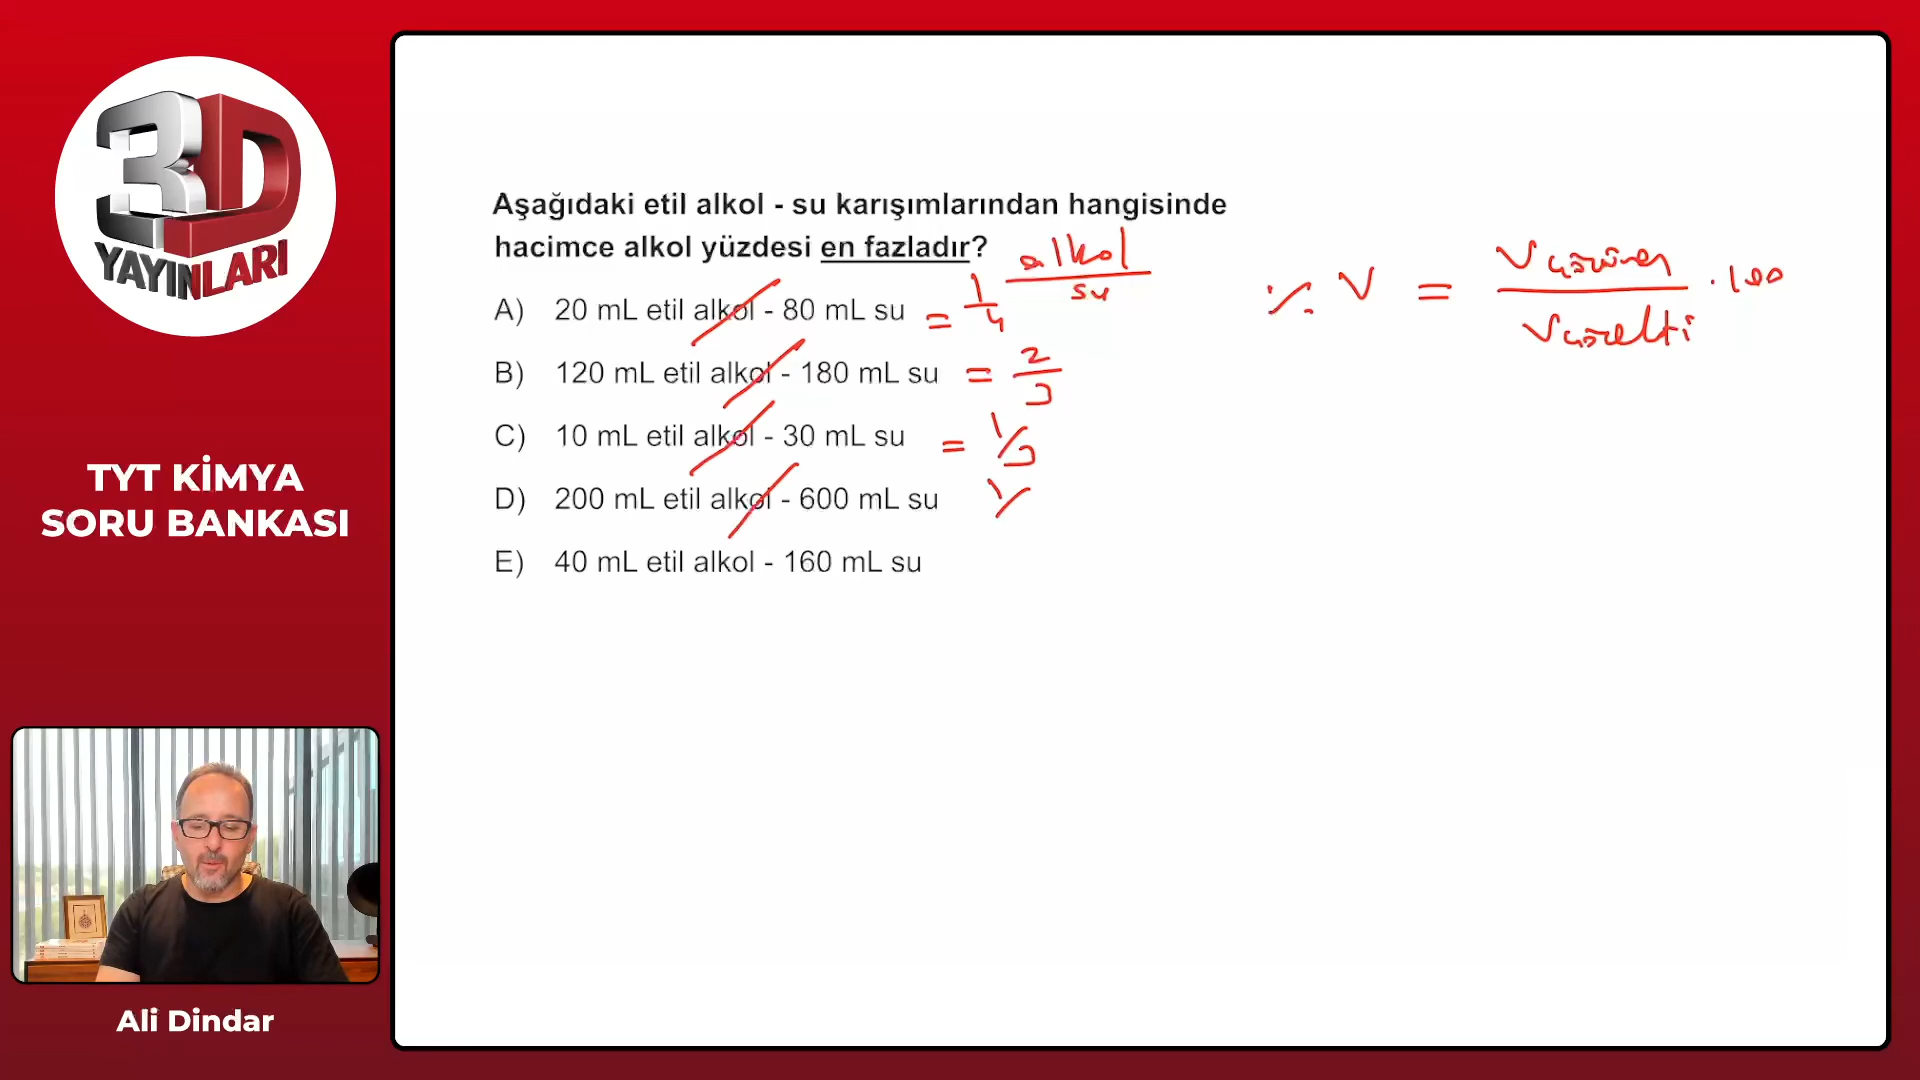 3D
YAYINLARI
TYT KİMYA
SORU BANKASI
Ali Dindar
Aşağıdaki etil alkol - su karışımlarından hangisinde
hacimce alkol yüzdesi en fazladır?
alkol
su
A) 20 mL etil alkol - 80 mL su = 1/4
B) 120 mL etil alkol - 180 mL su = 2/3
C) 10 mL etil alkol - 30 mL su = 1/3
D) 200 mL etil alkol - 600 mL su 1/
E) 40 mL etil alkol - 160 mL su
% V = Vçözünen / Vçözelti . 100